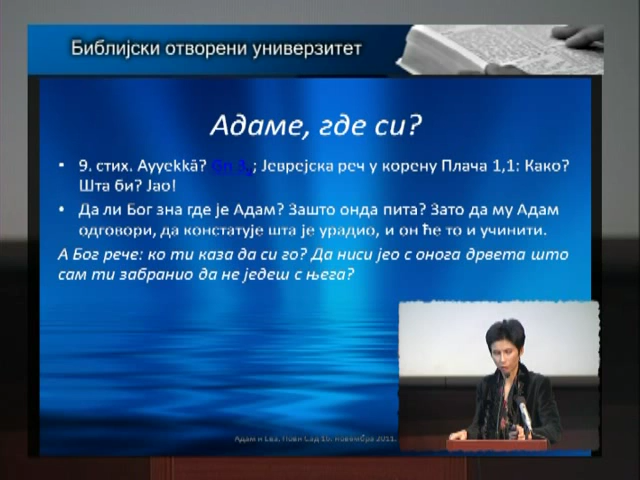 Библијски отворени универзитет
Адаме, где си?
• 9. стих. Ayyekkā? Gn 3,9; Јеврејска реч у корену Плача 1,1: Како?
Шта би? Јао!
• Да ли Бог зна где је Адам? Зашто онда пита? Зато да му Адам
одговори, да констатује шта је урадио, и он ће то и учинити.
А Бог рече: ко ти каза да си го? Да ниси јео с онога дрвета што
сам ти забранио да не једеш с њега?
Адам и Ева, Нови Сад 16. новембра 2011.